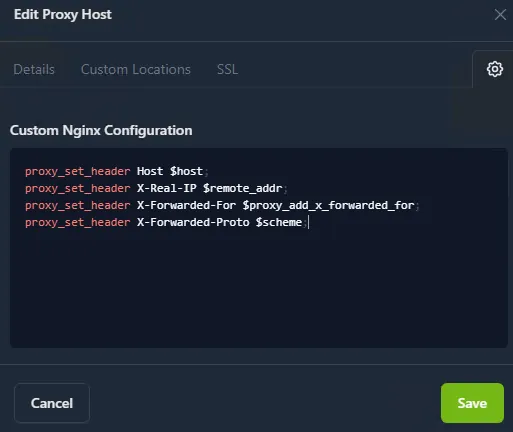 Edit Proxy Host
Details Custom Locations SSL
Custom Nginx Configuration
proxy_set_header Host $host;
proxy_set_header X-Real-IP $remote_addr;
proxy_set_header X-Forwarded-For $proxy_add_x_forwarded_for;
proxy_set_header X-Forwarded-Proto $scheme;
Cancel Save